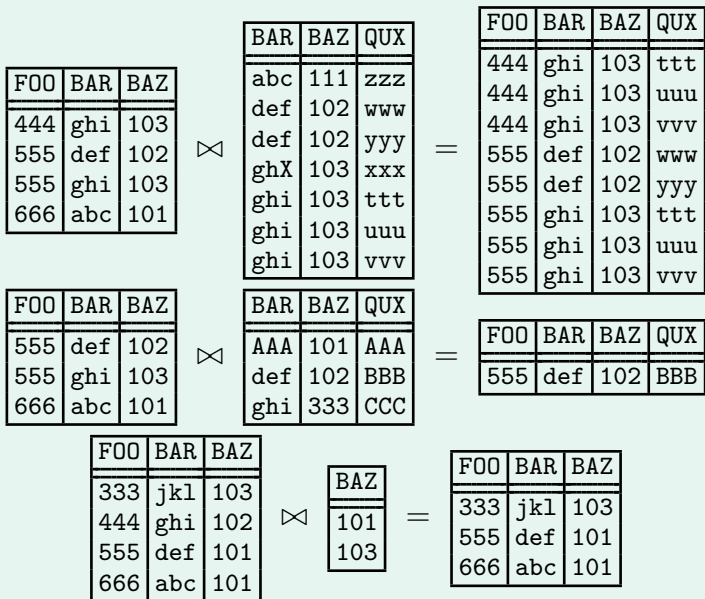 FOO BAR BAZ
444 ghi 103
555 def 102
555 ghi 103
666 abc 101
⋈
BAR BAZ QUX
abc 111 zzz
def 102 www
def 102 yyy
ghX 103 xxx
ghi 103 ttt
ghi 103 uuu
ghi 103 vvv
=
FOO BAR BAZ QUX
444 ghi 103 ttt
444 ghi 103 uuu
444 ghi 103 vvv
555 def 102 www
555 def 102 yyy
555 ghi 103 ttt
555 ghi 103 uuu
555 ghi 103 vvv
FOO BAR BAZ
555 def 102
555 ghi 103
666 abc 101
⋈
BAR BAZ QUX
AAA 101 AAA
def 102 BBB
ghi 333 CCC
=
FOO BAR BAZ QUX
555 def 102 BBB
FOO BAR BAZ
333 jkl 103
444 ghi 102
555 def 101
666 abc 101
⋈
BAZ
101
103
=
FOO BAR BAZ
333 jkl 103
555 def 101
666 abc 101